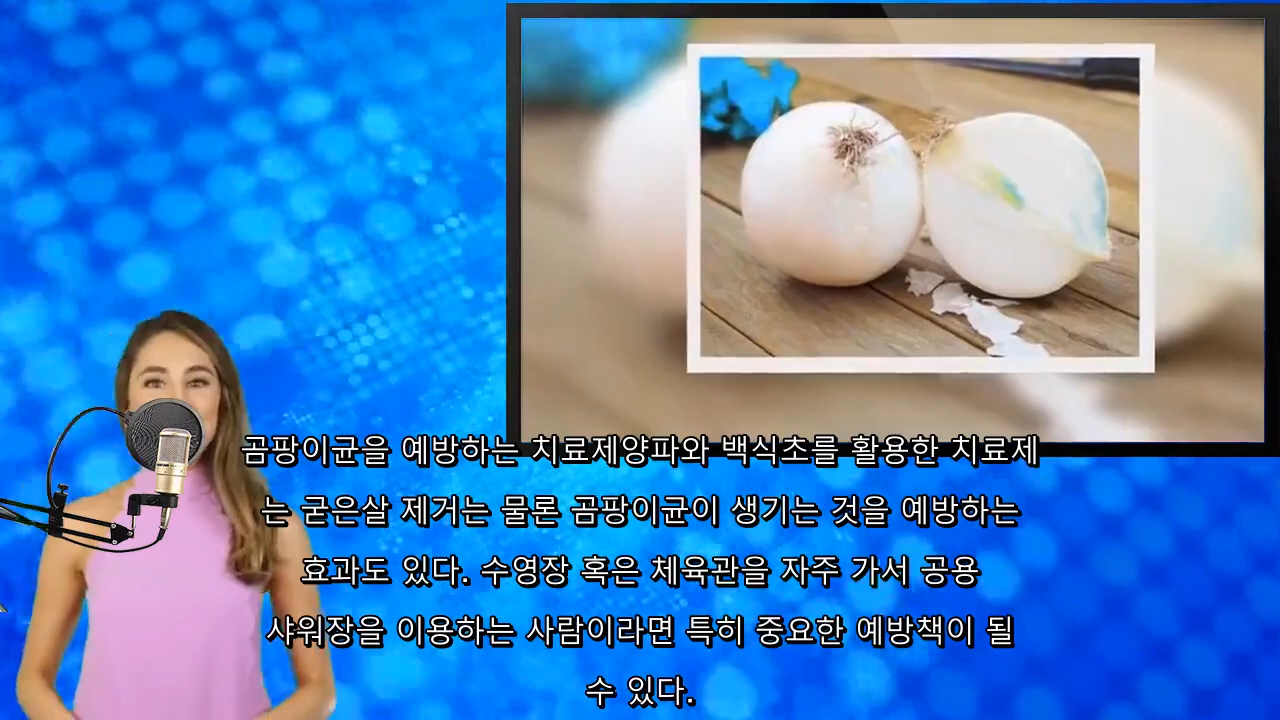 곰팡이균을 예방하는 치료제양파와 백식초를 활용한 치료제
는 굳은살 제거는 물론 곰팡이균이 생기는 것을 예방하는
효과도 있다. 수영장 혹은 체육관을 자주 가서 공용
샤워장을 이용하는 사람이라면 특히 중요한 예방책이 될
수 있다.